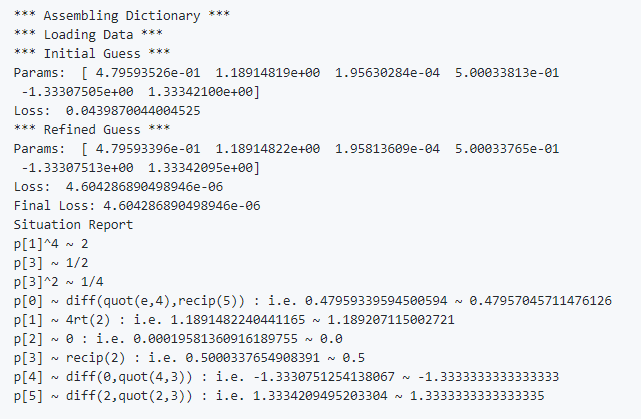 *** Assembling Dictionary ***
*** Loading Data ***
*** Initial Guess ***
Params:  [ 4.79593526e-01  1.18914819e+00  1.95630284e-04  5.00033813e-01
 -1.33307505e+00  1.33342100e+00]
Loss:  0.0439870044004525
*** Refined Guess ***
Params:  [ 4.79593396e-01  1.18914822e+00  1.95813609e-04  5.00033765e-01
 -1.33307513e+00  1.33342095e+00]
Loss:  4.604286890498946e-06
Final Loss: 4.604286890498946e-06
Situation Report
p[1]^4 ~ 2
p[3] ~ 1/2
p[3]^2 ~ 1/4
p[0] ~ diff(quot(e,4),recip(5)) : i.e. 0.47959339594500594 ~ 0.47957045711476126
p[1] ~ 4rt(2) : i.e. 1.1891482240441165 ~ 1.189207115002721
p[2] ~ 0 : i.e. 0.00019581360916189755 ~ 0.0
p[3] ~ recip(2) : i.e. 0.5000337654908391 ~ 0.5
p[4] ~ diff(0,quot(4,3)) : i.e. -1.3330751254138067 ~ -1.3333333333333333
p[5] ~ diff(2,quot(2,3)) : i.e. 1.3334209495203304 ~ 1.3333333333333335